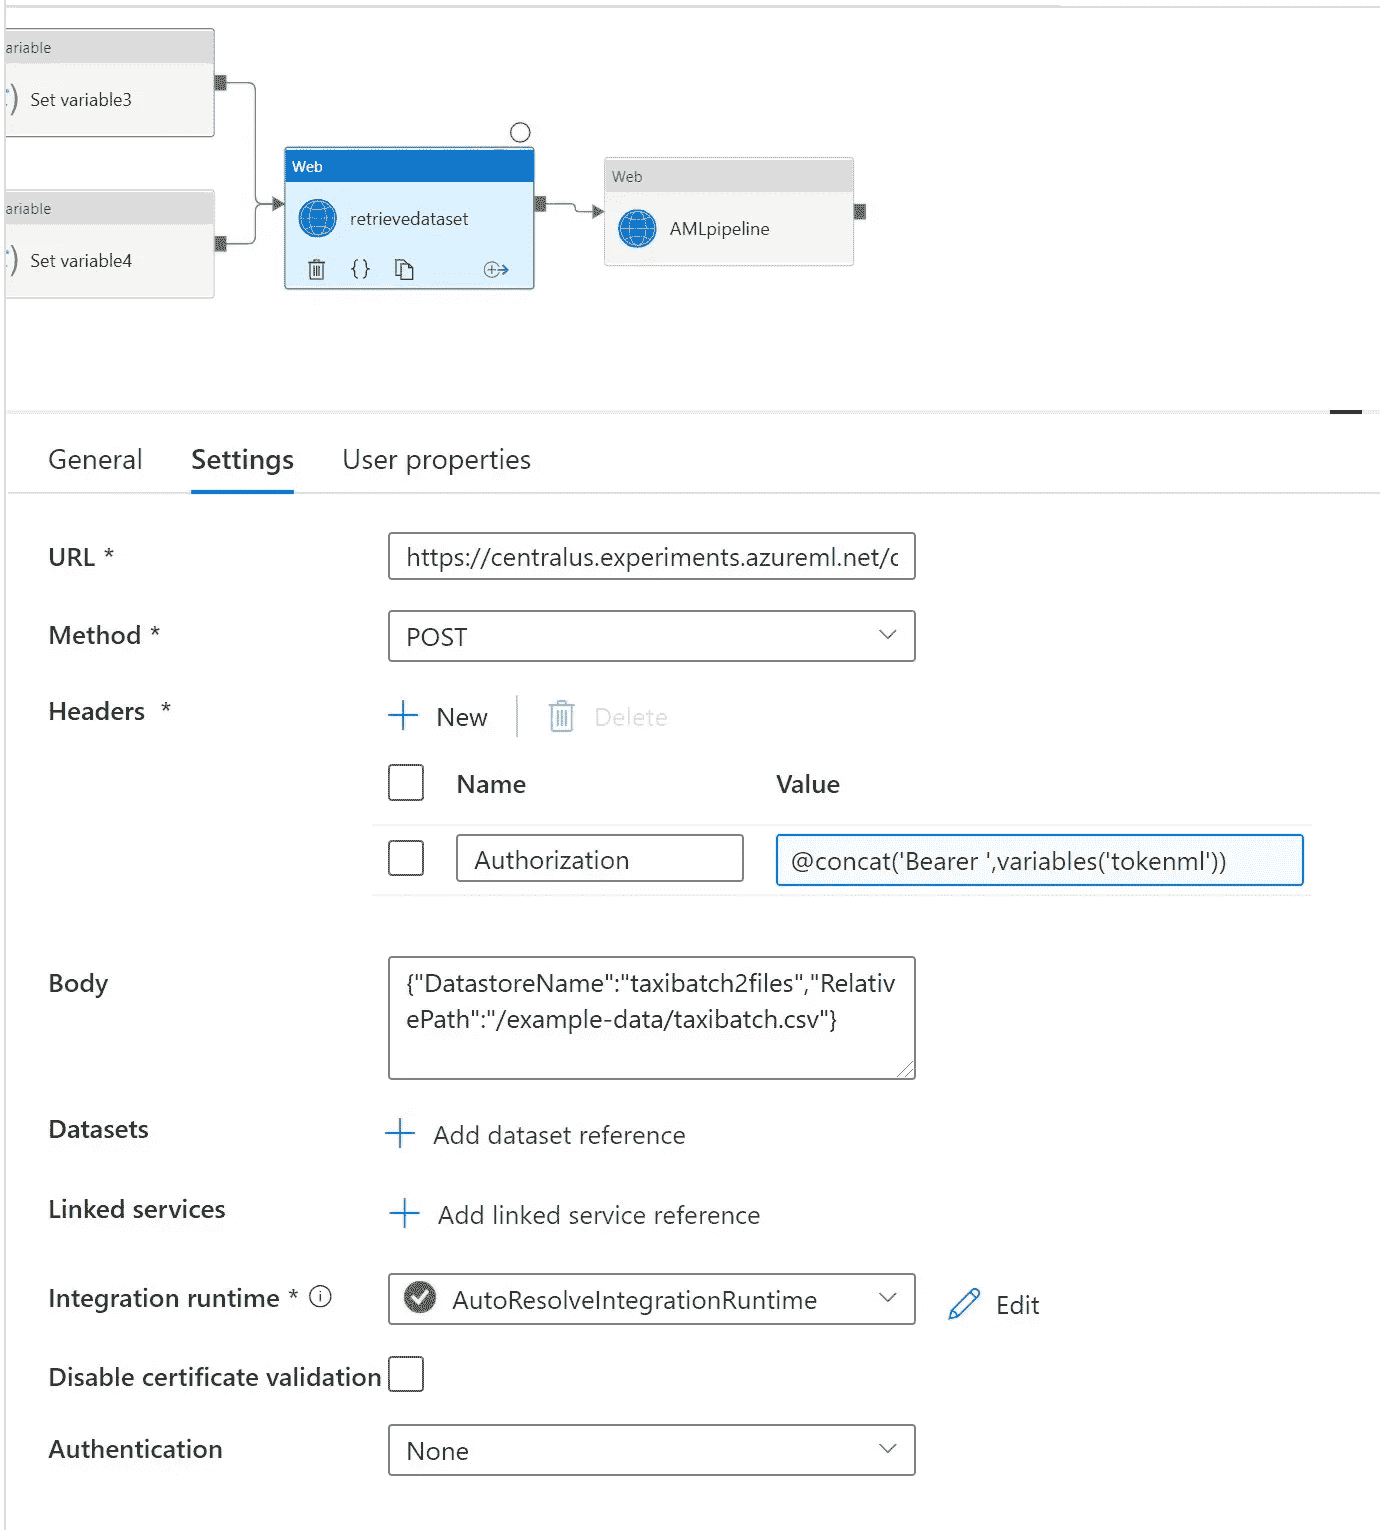 ariable
Set variable3
Web
retrievedataset
Web
AMLpipeline
ariable
Set variable4
General Settings User properties
URL * https://centralus.experiments.azureml.net/c
Method * POST
Headers * New Delete
Name Value
Authorization @concat('Bearer ',variables('tokenml'))
Body {"DatastoreName":"taxibatch2files","Relativ
ePath":"/example-data/taxibatch.csv"}
Datasets Add dataset reference
Linked services Add linked service reference
Integration runtime * AutoResolveIntegrationRuntime Edit
Disable certificate validation
Authentication None